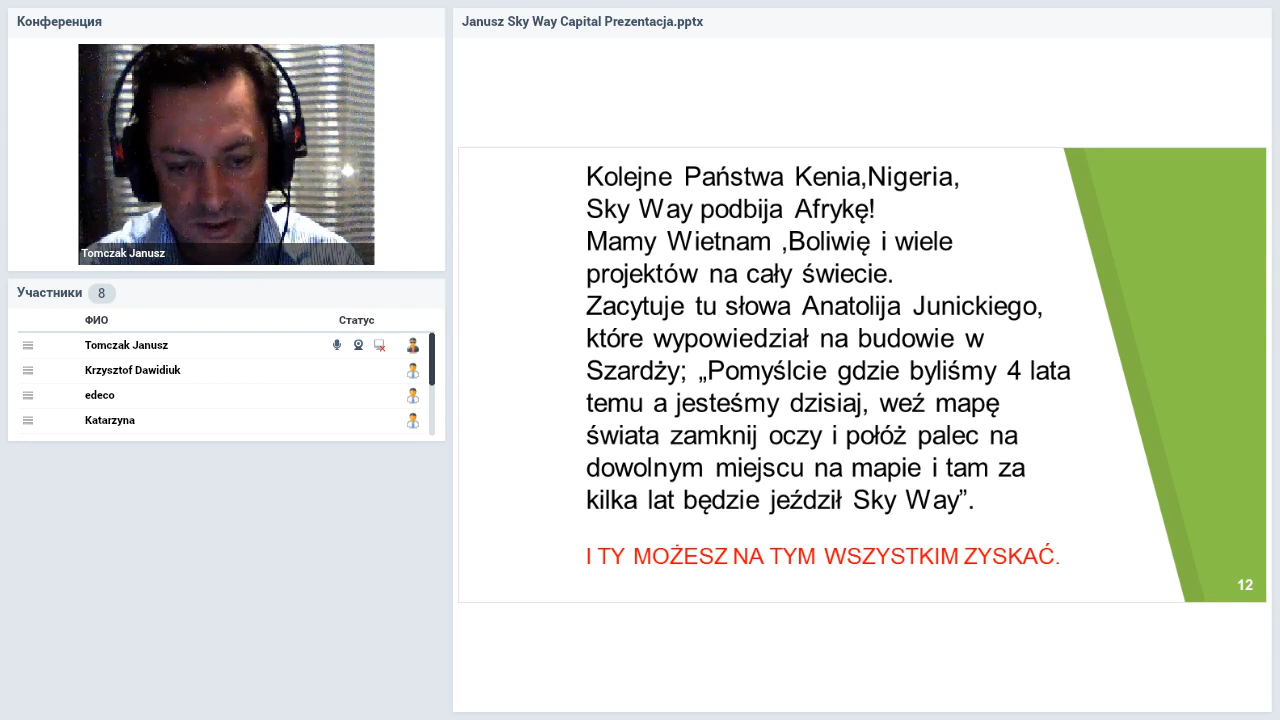 Конференция
Tomczak Janusz
Участники 8
ФИО Статус
Tomczak Janusz
Krzysztof Dawidiuk
edeco
Katarzyna
Janusz Sky Way Capital Prezentacja.pptx
Kolejne Państwa Kenia,Nigeria,
Sky Way podbija Afrykę!
Mamy Wietnam ,Boliwię i wiele
projektów na cały świecie.
Zacytuje tu słowa Anatolija Junickiego,
które wypowiedział na budowie w
Szardży; „Pomyślcie gdzie byliśmy 4 lata
temu a jesteśmy dzisiaj, weź mapę
świata zamknij oczy i połóż palec na
dowolnym miejscu na mapie i tam za
kilka lat będzie jeździł Sky Way”.
I TY MOŻESZ NA TYM WSZYSTKIM ZYSKAĆ.
12